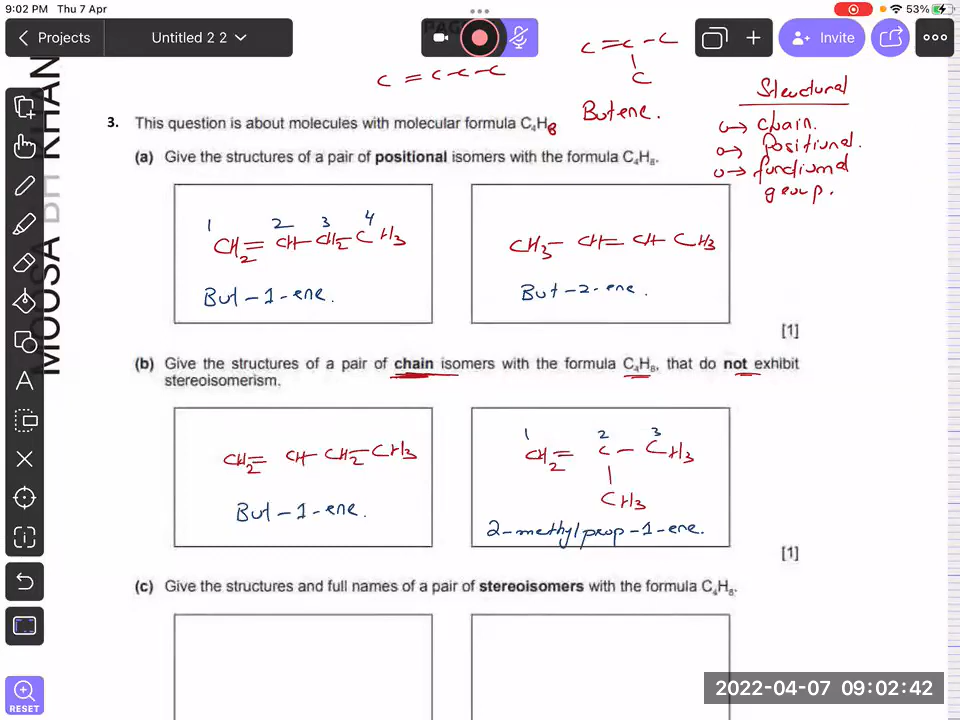 9:02 PM Thu 7 Apr
53%
Projects
Untitled 2 2
Invite
C = C - C - C
C = C - C
C
Butene.
Structural
chain.
Positional.
functional
group.
MOOSA BH KHAN
3. This question is about molecules with molecular formula C4H8
(a) Give the structures of a pair of positional isomers with the formula C4H8.
1 2 3 4
CH2 = CH - CH2 - CH3
But-1-ene.
CH3 - CH = CH - CH3
But-2-ene.
[1]
(b) Give the structures of a pair of chain isomers with the formula C4H8, that do not exhibit
stereoisomerism.
CH2 = CH - CH2 - CH3
But-1-ene.
1 2 3
CH2 = C - CH3
CH3
2-methylprop-1-ene.
[1]
(c) Give the structures and full names of a pair of stereoisomers with the formula C4H8.
RESET
2022-04-07 09:02:42